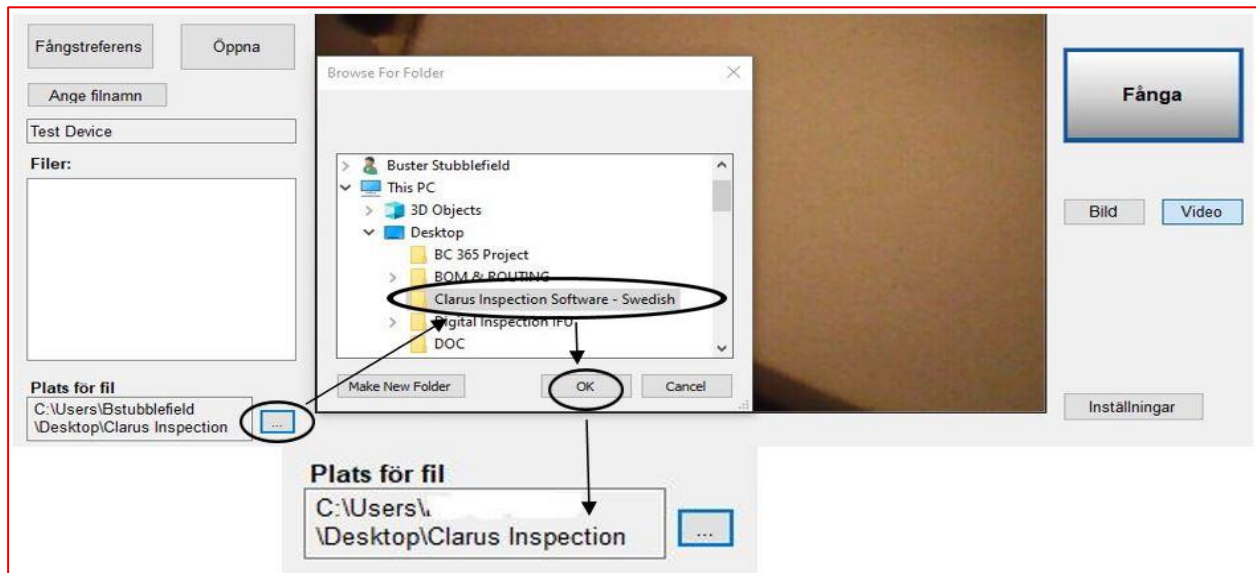 Fångstreferens
Öppna
Ange filnamn
Test Device
Filer:
Plats för fil
C:\Users\Bstubblefield
\Desktop\Clarus Inspection
...
Browse For Folder
Buster Stubblefield
This PC
3D Objects
Desktop
BC 365 Project
BOM & ROUTING
Clarus Inspection Software - Swedish
Digital Inspection IFU
DOC
Make New Folder
OK
Cancel
Fånga
Bild
Video
Inställningar
Plats för fil
C:\Users\
\Desktop\Clarus Inspection
...